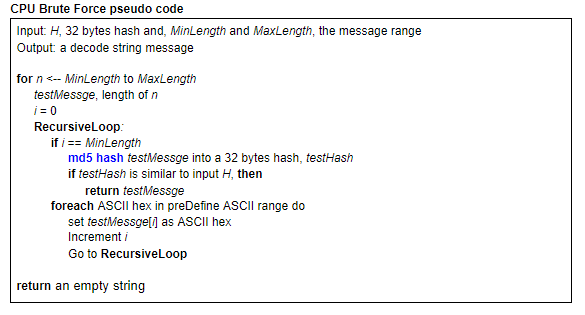 CPU Brute Force pseudo code
Input: H, 32 bytes hash and, MinLength and MaxLength, the message range
Output: a decode string message
for n <-- MinLength to MaxLength
testMessge, length of n
i = 0
RecursiveLoop:
if i == MinLength
md5 hash testMessge into a 32 bytes hash, testHash
if testHash is similar to input H, then
return testMessge
foreach ASCII hex in preDefine ASCII range do
set testMessge[i] as ASCII hex
Increment i
Go to RecursiveLoop
return an empty string